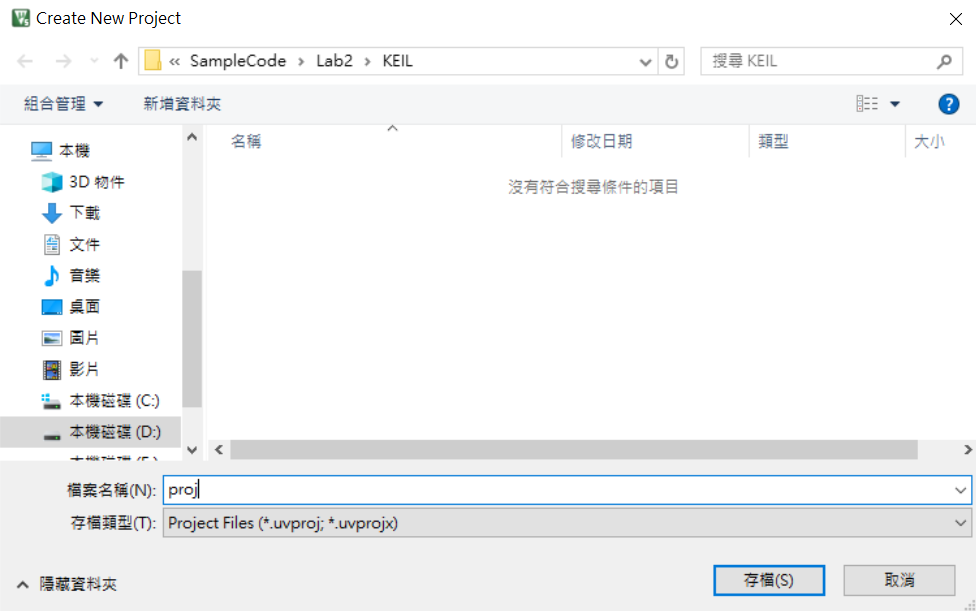 Create New Project
« SampleCode › Lab2 › KEIL
搜尋 KEIL
組合管理
新增資料夾
本機
3D 物件
下載
文件
音樂
桌面
圖片
影片
本機磁碟 (C:)
本機磁碟 (D:)
名稱
修改日期
類型
大小
沒有符合搜尋條件的項目
檔案名稱(N): proj
存檔類型(T): Project Files (*.uvproj; *.uvprojx)
隱藏資料夾
存檔(S)
取消